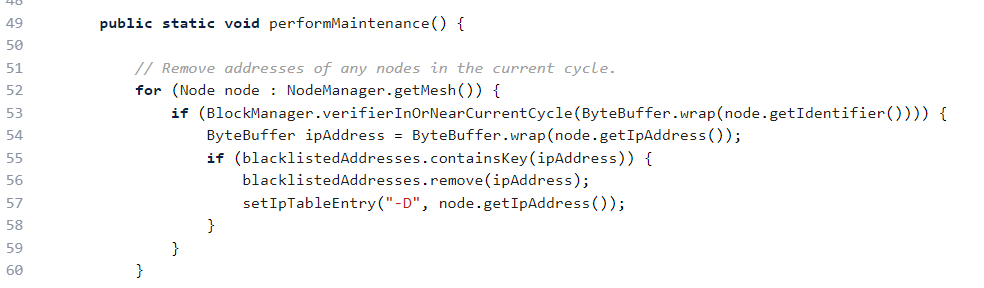 48
49 public static void performMaintenance() {
50
51 // Remove addresses of any nodes in the current cycle.
52 for (Node node : NodeManager.getMesh()) {
53 if (BlockManager.verifierInOrNearCurrentCycle(ByteBuffer.wrap(node.getIdentifier()))) {
54 ByteBuffer ipAddress = ByteBuffer.wrap(node.getIpAddress());
55 if (blacklistedAddresses.containsKey(ipAddress)) {
56 blacklistedAddresses.remove(ipAddress);
57 setIpTableEntry("-D", node.getIpAddress());
58 }
59 }
60 }